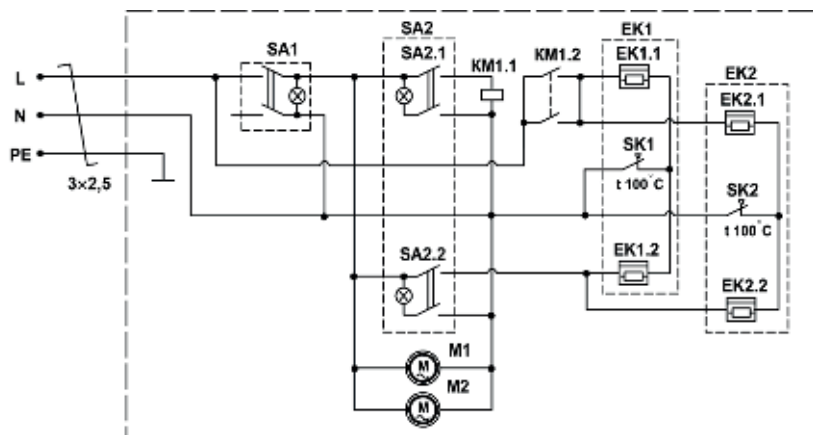 SA2
EK1
SA1
SA2.1
KM1.1
KM1.2
EK1.1
EK2
L
EK2.1
N
SK1
PE
SK2
3×2,5
t 100°C
t 100°C
SA2.2
EK1.2
EK2.2
M1
M
M2
M